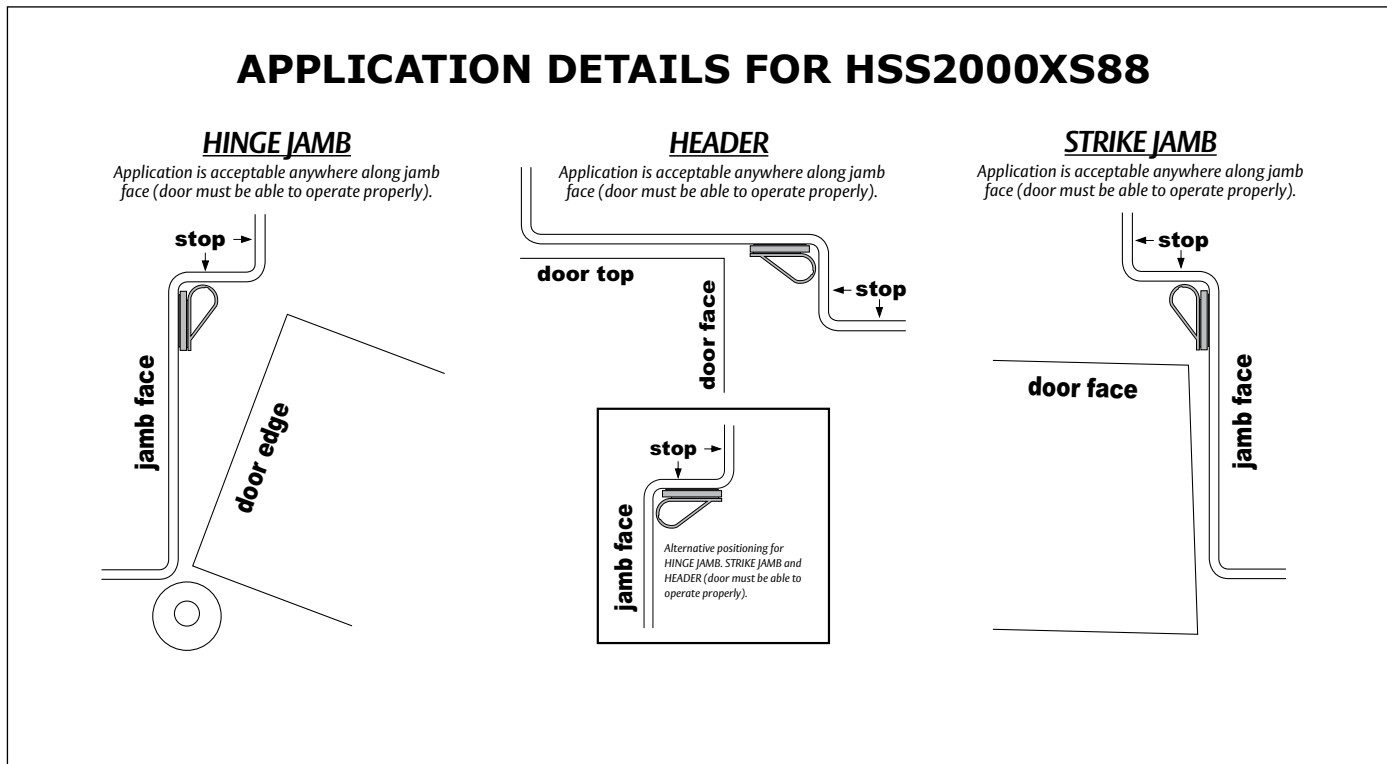 APPLICATION DETAILS FOR HSS2000XS88
HINGE JAMB
Application is acceptable anywhere along jamb
face (door must be able to operate properly).
stop
jamb face
door edge
HEADER
Application is acceptable anywhere along jamb
face (door must be able to operate properly).
door top
stop
door face
stop
jamb face
Alternative positioning for
HINGE JAMB. STRIKE JAMB and
HEADER (door must be able to
operate properly).
STRIKE JAMB
Application is acceptable anywhere along jamb
face (door must be able to operate properly).
stop
door face
jamb face